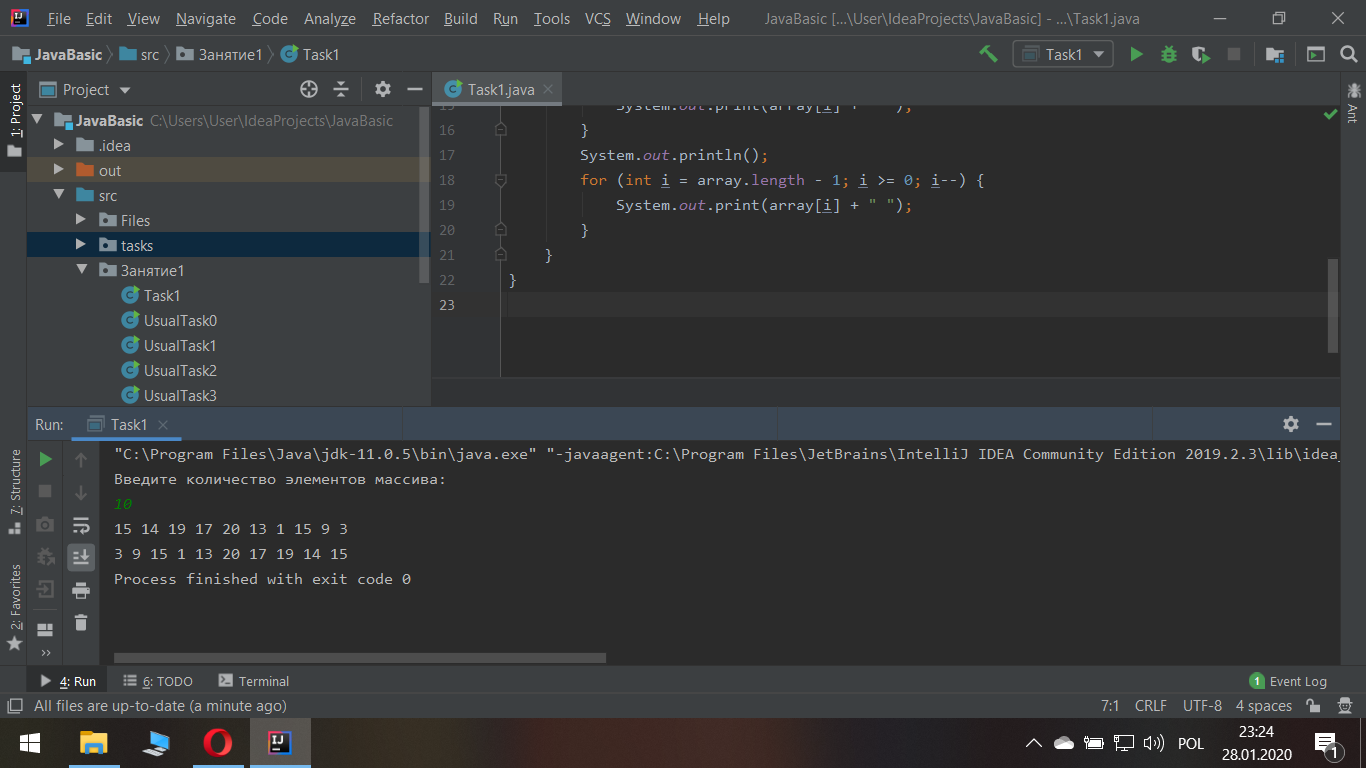 File Edit View Navigate Code Analyze Refactor Build Run Tools VCS Window Help JavaBasic [...\User\IdeaProjects\JavaBasic] - ...\Task1.java
JavaBasic src Занятие1 Task1 Task1
1: Project
Project
JavaBasic C:\Users\User\IdeaProjects\JavaBasic
.idea
out
src
Files
tasks
Занятие1
Task1
UsualTask0
UsualTask1
UsualTask2
UsualTask3
Task1.java
15 System.out.print(array[i] + " ");
16 }
17 System.out.println();
18 for (int i = array.length - 1; i >= 0; i--) {
19 System.out.print(array[i] + " ");
20 }
21 }
22 }
23
Ant
Run: Task1
7: Structure
2: Favorites
"C:\Program Files\Java\jdk-11.0.5\bin\java.exe" "-javaagent:C:\Program Files\JetBrains\IntelliJ IDEA Community Edition 2019.2.3\lib\idea_
Введите количество элементов массива:
10
15 14 19 17 20 13 1 15 9 3
3 9 15 1 13 20 17 19 14 15
Process finished with exit code 0
4: Run 6: TODO Terminal 1 Event Log
All files are up-to-date (a minute ago) 7:1 CRLF UTF-8 4 spaces
POL 23:24
28.01.2020 1